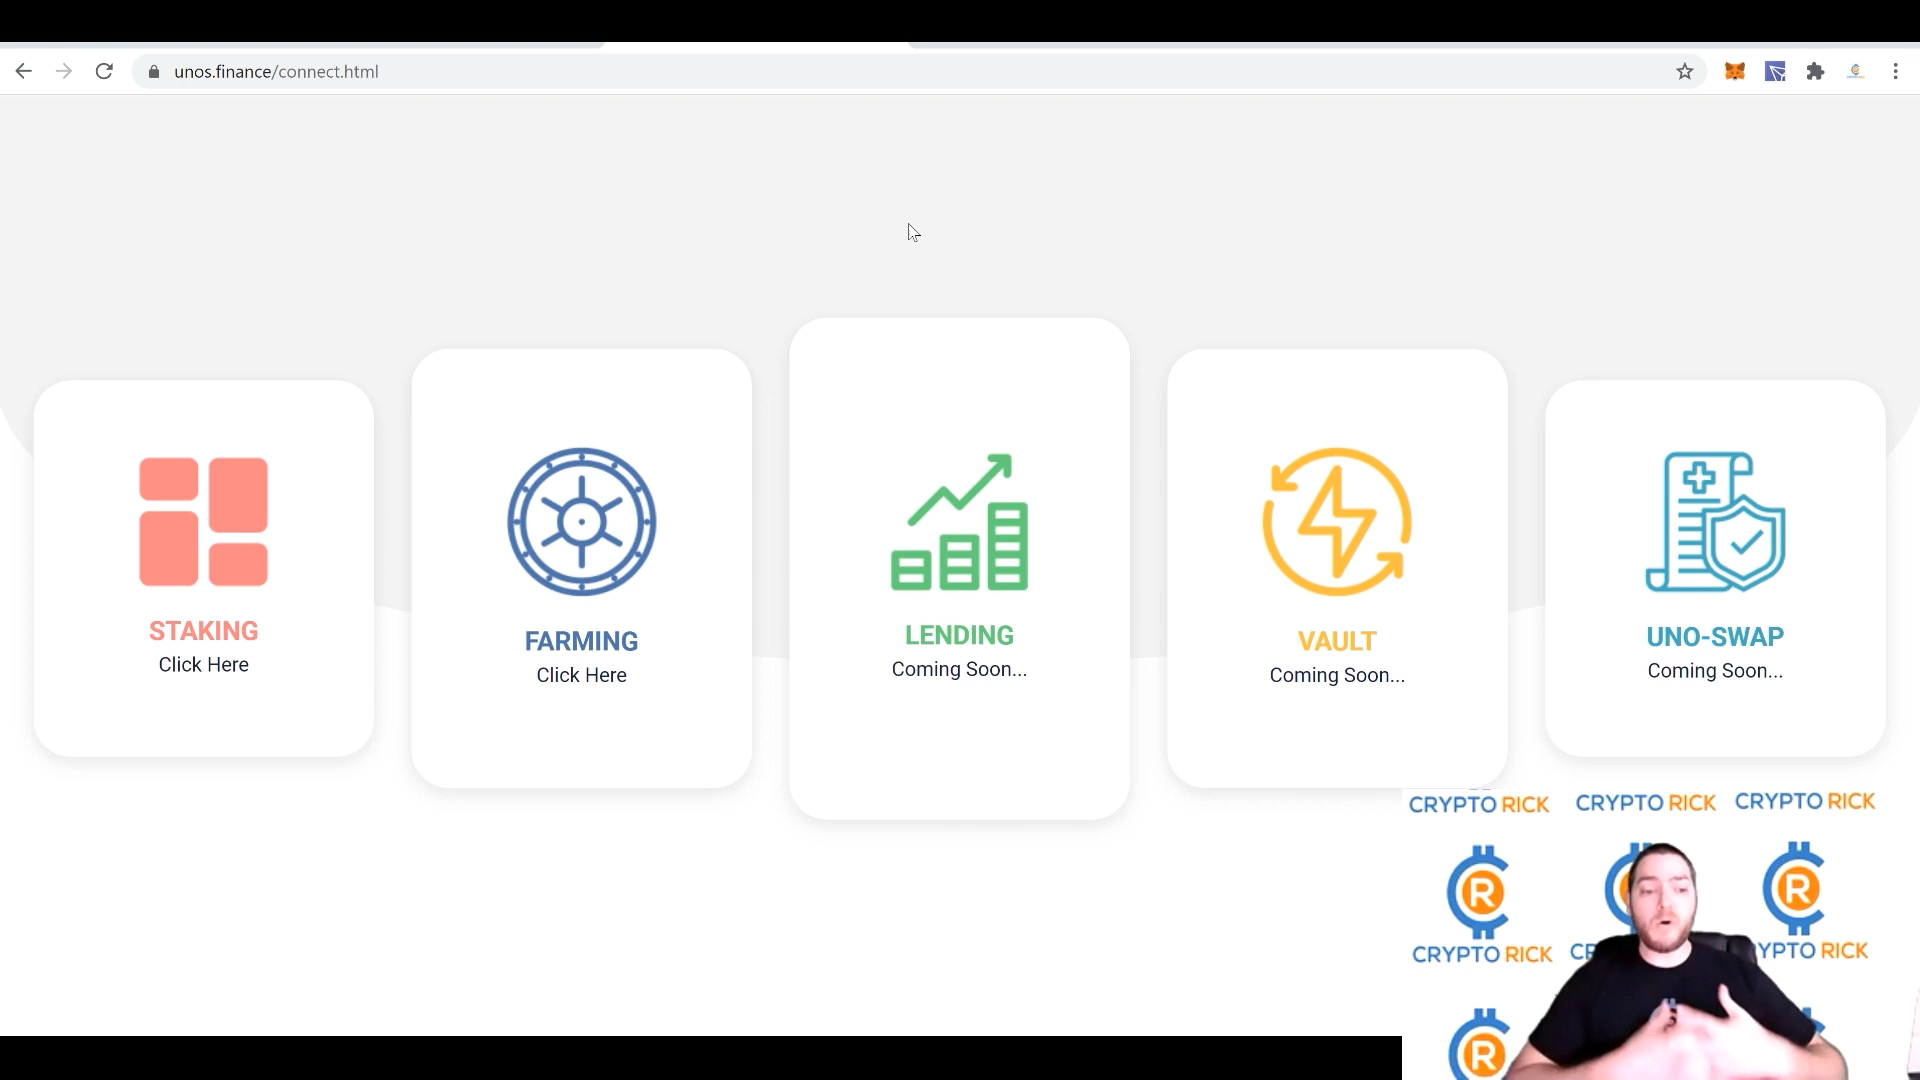 unos.finance/connect.html
STAKING
Click Here
FARMING
Click Here
LENDING
Coming Soon...
VAULT
Coming Soon...
UNO-SWAP
Coming Soon...
CRYPTO RICK
CRYPTO RICK
CRYPTO RICK
R
R
CRYPTO RICK
CR
YPTO RICK
R